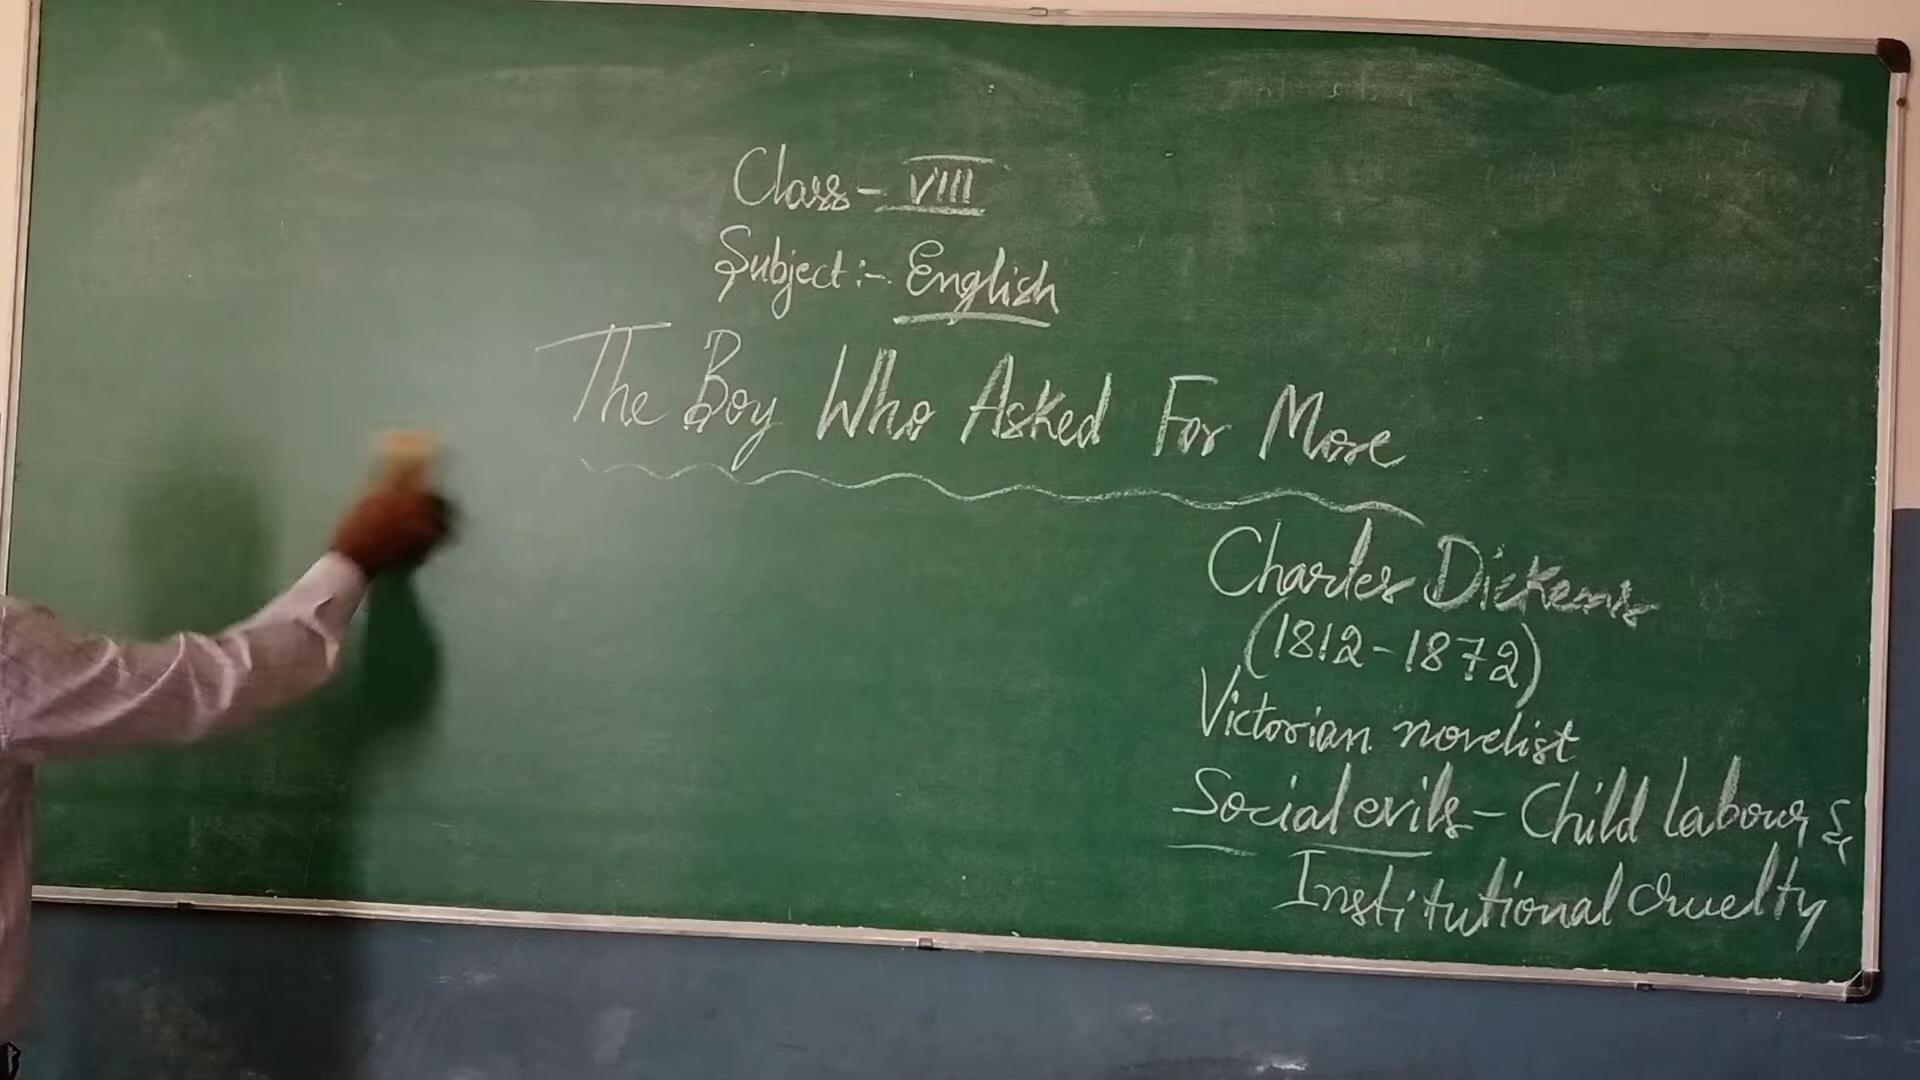 Class - VIII
Subject :- English
The Boy Who Asked For More
Charles Dickens
(1812-1872)
Victorian novelist
Social evils - Child labour &
Institutional cruelty